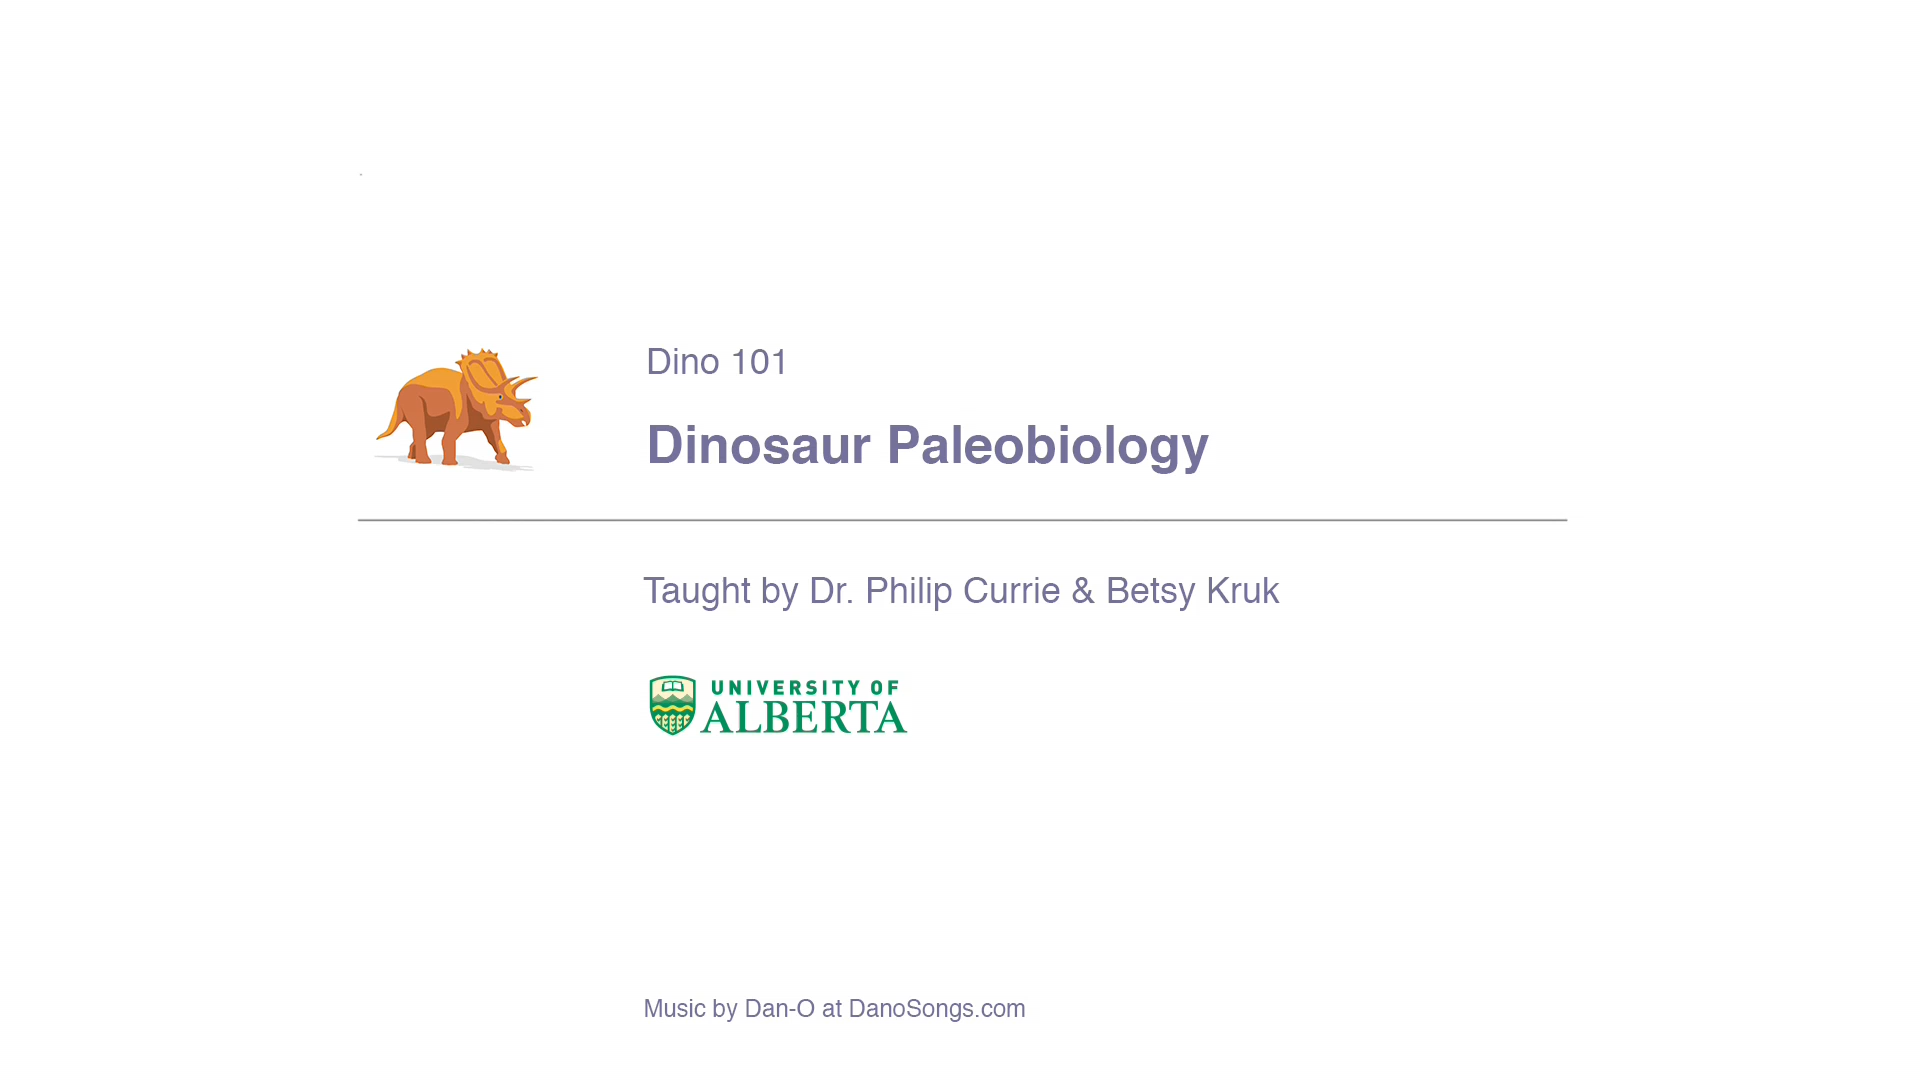 Dino 101
Dinosaur Paleobiology
Taught by Dr. Philip Currie & Betsy Kruk
UNIVERSITY OF
ALBERTA
Music by Dan-O at DanoSongs.com